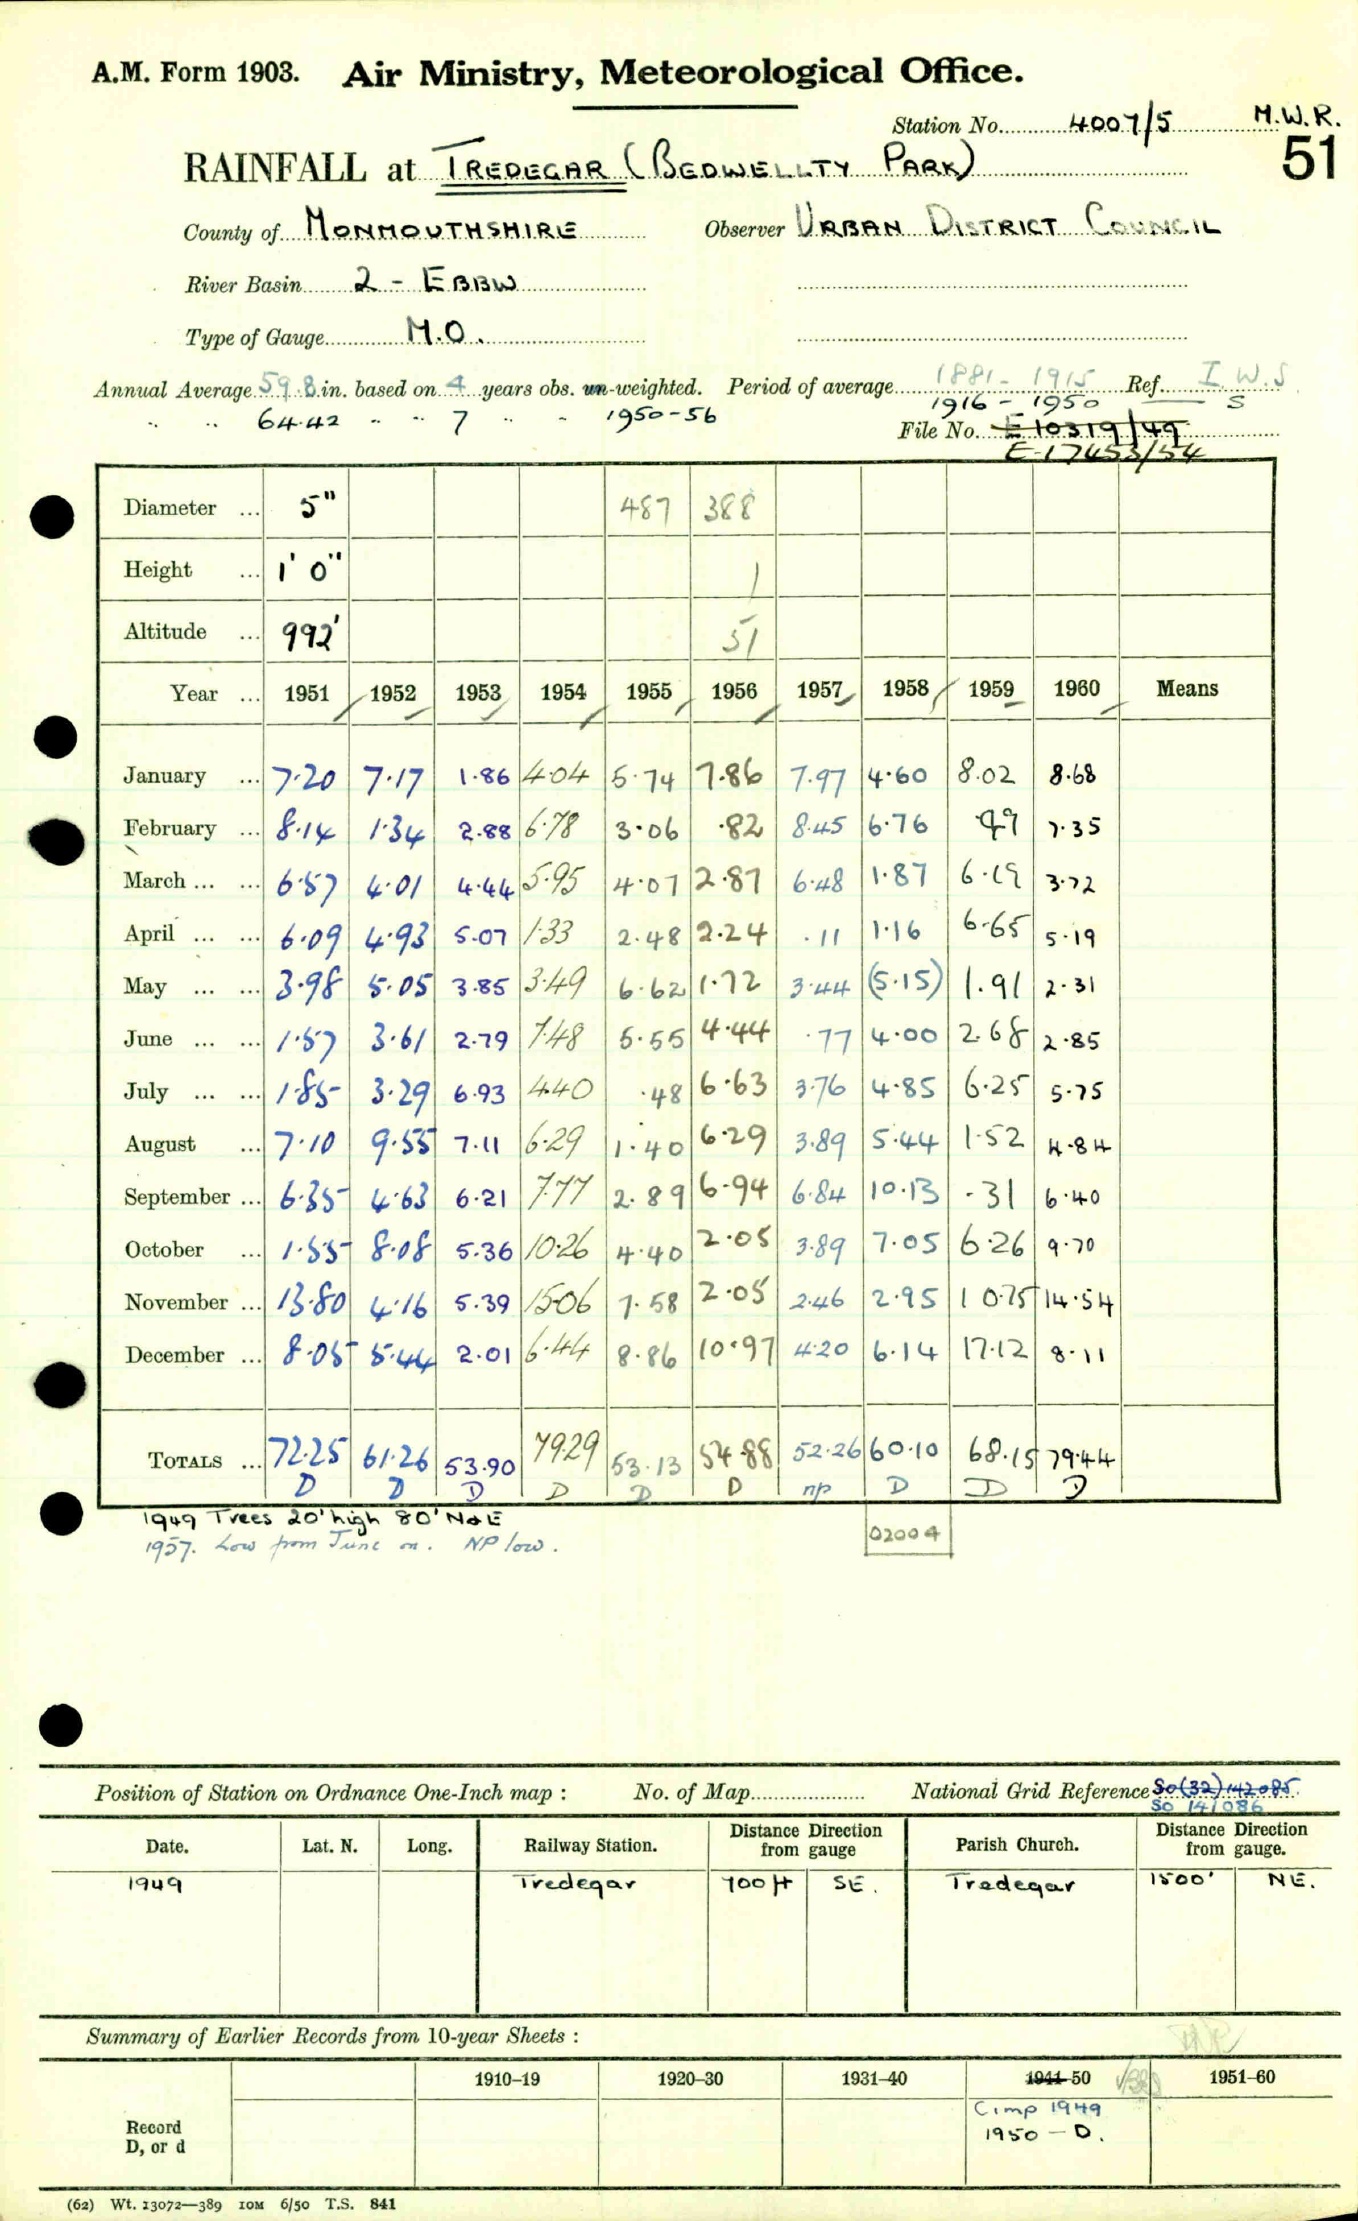 A.M. Form 1903. Air Ministry, Meteorological Office.
Station No. 4007/5 M.W.R.
51
RAINFALL at TREDEGAR (BEDWELLTY PARK)
County of MONMOUTHSHIRE Observer URBAN DISTRICT COUNCIL
River Basin 2 - EBBW
Type of Gauge M.O.
Annual Average 59.8 in. based on 4 years obs. un-weighted. Period of average 1881-1915 Ref. I.W.S
" " 64.42 " " 7 " " 1950-56 1916-1950 S
File No. E 10319/49
E.17453/54
Diameter ... 5" 487 388
Height ... 1' 0" 1
Altitude ... 992' 51
Year ... 1951 1952 1953 1954 1955 1956 1957 1958 1959 1960 Means
January ... 7.20 7.17 1.86 4.04 5.74 7.86 7.97 4.60 8.02 8.68
February ... 8.14 1.34 2.88 6.78 3.06 .82 8.45 6.76 .49 7.35
March ... ... 6.57 4.01 4.44 5.95 4.07 2.87 6.48 1.87 6.19 3.72
April ... ... 6.09 4.93 5.07 1.33 2.48 2.24 .11 1.16 6.65 5.19
May ... ... 3.98 5.05 3.85 3.49 6.62 1.72 3.44 (5.15) 1.91 2.31
June ... ... 1.57 3.61 2.79 7.48 5.55 4.44 .77 4.00 2.68 2.85
July ... ... 1.85 3.29 6.93 4.40 .48 6.63 3.76 4.85 6.25 5.75
August ... 7.10 9.55 7.11 6.29 1.40 6.29 3.89 5.44 1.52 4.84
September ... 6.35 4.63 6.21 7.77 2.89 6.94 6.84 10.13 .31 6.40
October ... 1.55 8.08 5.36 10.26 4.40 2.05 3.89 7.05 6.26 9.70
November ... 13.80 4.16 5.39 15.06 7.58 2.05 2.46 2.95 10.75 14.54
December ... 8.05 5.44 2.01 6.44 8.86 10.97 4.20 6.14 17.12 8.11
TOTALS ... 72.25 61.26 53.90 79.29 53.13 54.88 52.26 60.10 68.15 79.44
D D D D D D np D D D
1949 Trees 20' high 80' N & E
02004
1957. Low from June on. NP low.
Position of Station on Ordnance One-Inch map : No. of Map National Grid Reference SO(32)142085
SO 141086
Date. Lat. N. Long. Railway Station. Distance Direction from gauge Parish Church. Distance Direction from gauge.
1949 Tredegar 700 ft SE. Tredegar 1500' NE.
Summary of Earlier Records from 10-year Sheets :
1910–19 1920–30 1931–40 1941-50 1951–60
Record D, or d
Comp 1949
1950 - D.
(62) Wt. 13072—389 10M 6/50 T.S. 841